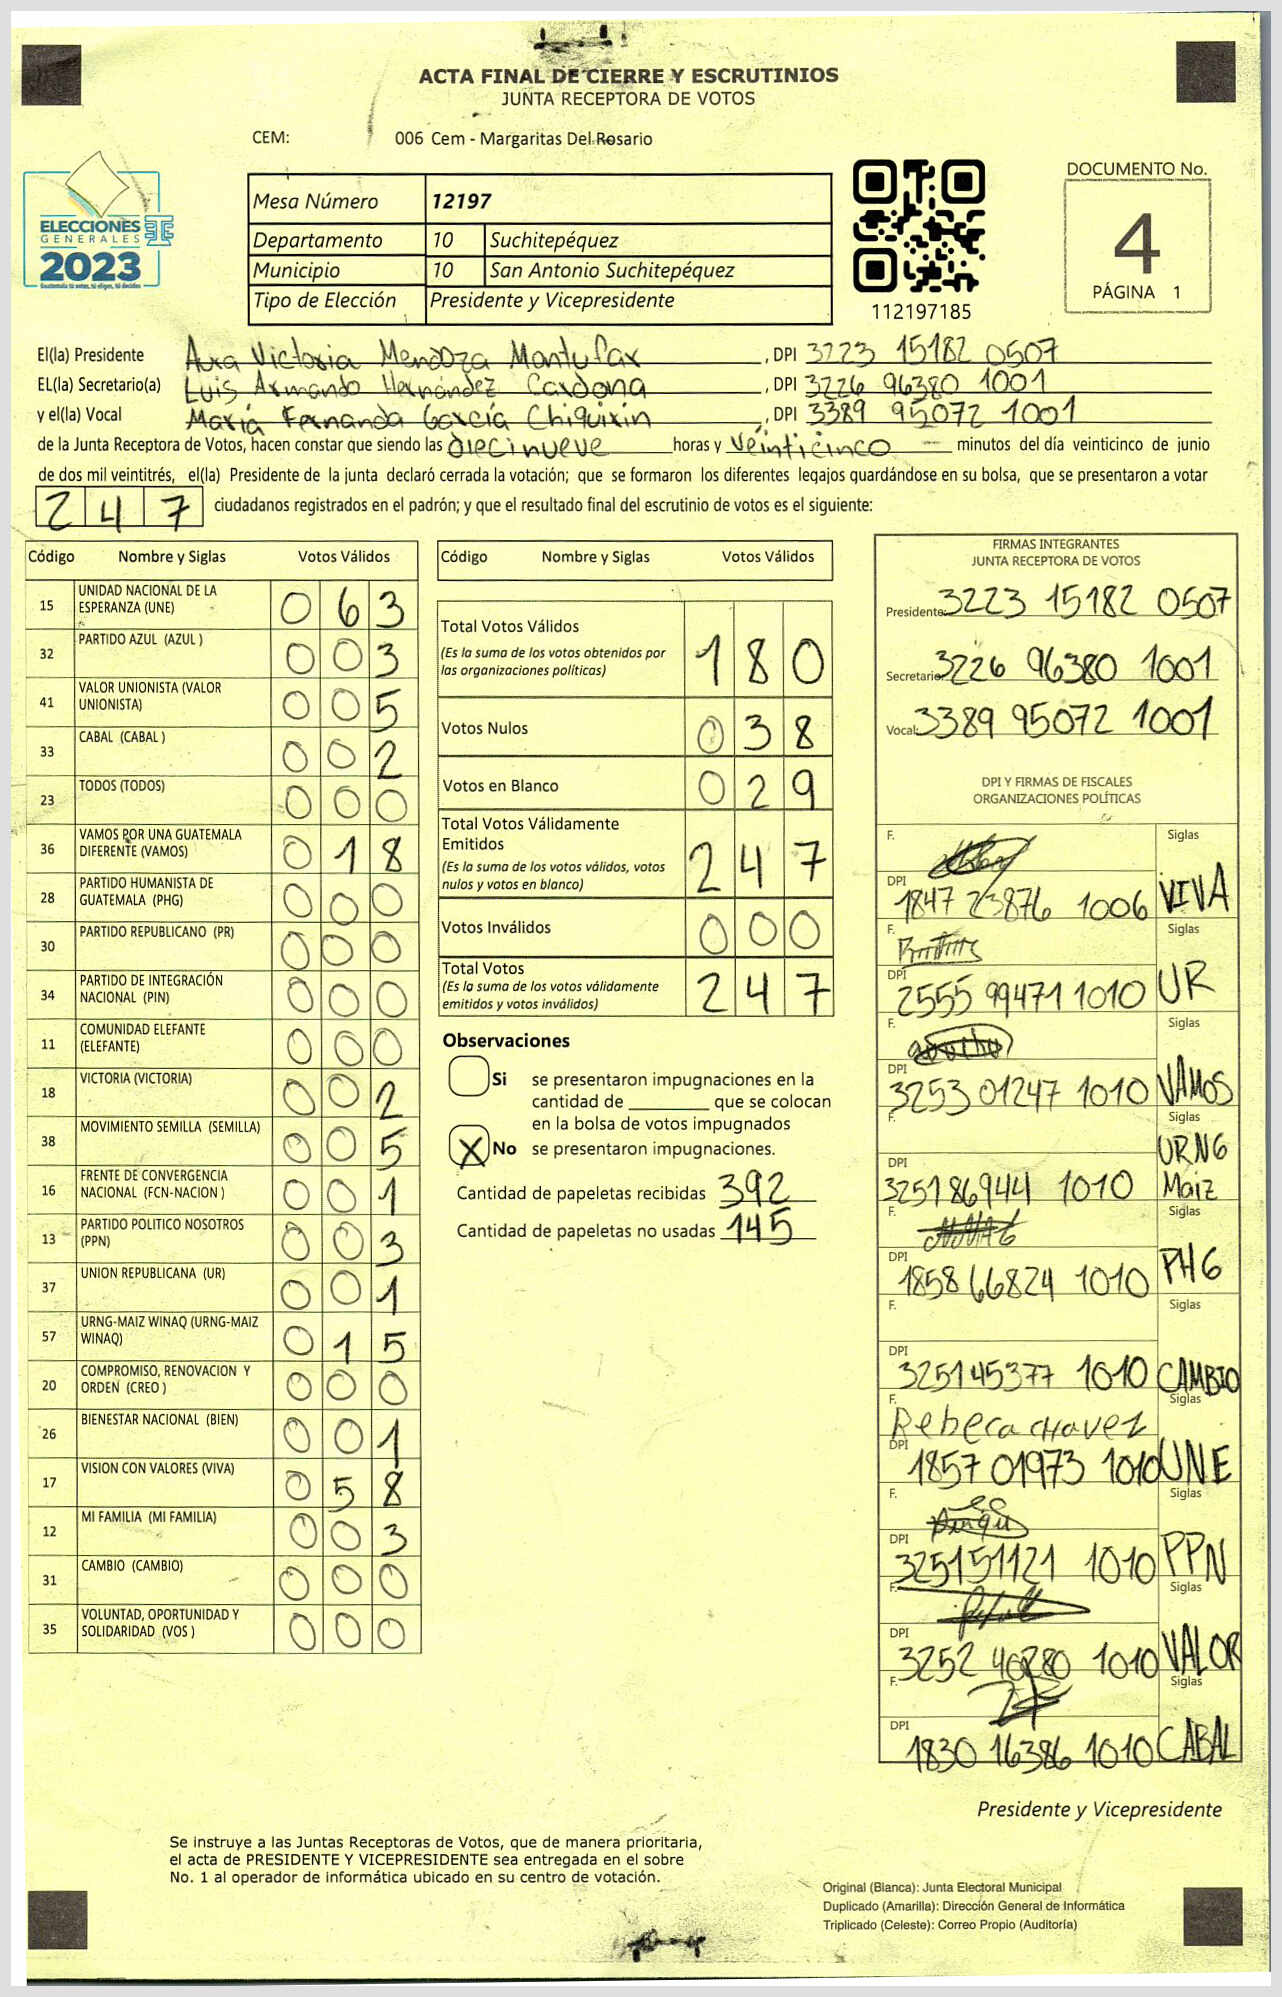 ACTA FINAL DE CIERRE Y ESCRUTINIOS
JUNTA RECEPTORA DE VOTOS
CEM: 006 Cem - Margaritas Del Rosario
DOCUMENTO No.
4
PÁGINA 1
ELECCIONES
GENERALES
2023
Guatemala tú votas, tú eliges, tú decides
Mesa Número 12197
Departamento 10 Suchitepéquez
Municipio 10 San Antonio Suchitepéquez
Tipo de Elección Presidente y Vicepresidente
112197185
El(la) Presidente Aura Victoria Mendoza Montufar, DPI 3223 15182 0507
EL(la) Secretario(a) Luis Armando Hernández Cardona, DPI 3226 96380 1001
y el(la) Vocal María Fernanda García Chiquixin, DPI 3389 95072 1001
de la Junta Receptora de Votos, hacen constar que siendo las diecinueve horas y veinticinco minutos del día veinticinco de junio
de dos mil veintitrés, el(la) Presidente de la junta declaró cerrada la votación; que se formaron los diferentes legajos guardándose en su bolsa, que se presentaron a votar
247 ciudadanos registrados en el padrón; y que el resultado final del escrutinio de votos es el siguiente:
Código Nombre y Siglas Votos Válidos
15 UNIDAD NACIONAL DE LA ESPERANZA (UNE) 0 6 3
32 PARTIDO AZUL (AZUL ) 0 0 3
41 VALOR UNIONISTA (VALOR UNIONISTA) 0 0 5
33 CABAL (CABAL ) 0 0 2
23 TODOS (TODOS) 0 0 0
36 VAMOS POR UNA GUATEMALA DIFERENTE (VAMOS) 0 1 8
28 PARTIDO HUMANISTA DE GUATEMALA (PHG) 0 0 0
30 PARTIDO REPUBLICANO (PR) 0 0 0
34 PARTIDO DE INTEGRACIÓN NACIONAL (PIN) 0 0 0
11 COMUNIDAD ELEFANTE (ELEFANTE) 0 0 0
18 VICTORIA (VICTORIA) 0 0 2
38 MOVIMIENTO SEMILLA (SEMILLA) 0 0 5
16 FRENTE DE CONVERGENCIA NACIONAL (FCN-NACION ) 0 0 1
13 PARTIDO POLITICO NOSOTROS (PPN) 0 0 3
37 UNION REPUBLICANA (UR) 0 0 1
57 URNG-MAIZ WINAQ (URNG-MAIZ WINAQ) 0 1 5
20 COMPROMISO, RENOVACION Y ORDEN (CREO ) 0 0 0
26 BIENESTAR NACIONAL (BIEN) 0 0 1
17 VISION CON VALORES (VIVA) 0 5 8
12 MI FAMILIA (MI FAMILIA) 0 0 3
31 CAMBIO (CAMBIO) 0 0 0
35 VOLUNTAD, OPORTUNIDAD Y SOLIDARIDAD (VOS ) 0 0 0
Código Nombre y Siglas Votos Válidos
Total Votos Válidos 1 8 0
(Es la suma de los votos obtenidos por
las organizaciones políticas)
Votos Nulos 0 3 8
Votos en Blanco 0 2 9
Total Votos Válidamente
Emitidos 2 4 7
(Es la suma de los votos válidos, votos
nulos y votos en blanco)
Votos Inválidos 0 0 0
Total Votos 2 4 7
(Es la suma de los votos válidamente
emitidos y votos inválidos)
Observaciones
Si se presentaron impugnaciones en la
cantidad de ________ que se colocan
en la bolsa de votos impugnados
X No se presentaron impugnaciones.
Cantidad de papeletas recibidas 392
Cantidad de papeletas no usadas 145
FIRMAS INTEGRANTES
JUNTA RECEPTORA DE VOTOS
Presidente: 3223 15182 0507
Secretario: 3226 96380 1001
Vocal: 3389 95072 1001
DPI Y FIRMAS DE FISCALES
ORGANIZACIONES POLÍTICAS
F. Siglas
DPI 1847 23876 1006 VIVA
F. Siglas
DPI 2555 99471 1010 UR
F. Siglas
DPI 3253 01247 1010 VAMOS
F. Siglas
DPI 3251 86944 1010 URNG Maiz
F. Siglas
DPI 1858 66824 1010 PHG
F. Siglas
DPI 3251 45377 1010 CAMBIO
F. Rebeca chavez Siglas
DPI 1857 01973 1010 UNE
F. Siglas
DPI 3251 51121 1010 PPN
F. Siglas
DPI 3252 40280 1010 VALOR
F. Siglas
DPI 1830 16386 1010 CABAL
Presidente y Vicepresidente
Se instruye a las Juntas Receptoras de Votos, que de manera prioritaria,
el acta de PRESIDENTE Y VICEPRESIDENTE sea entregada en el sobre
No. 1 al operador de informática ubicado en su centro de votación.
Original (Blanca): Junta Electoral Municipal
Duplicado (Amarilla): Dirección General de Informática
Triplicado (Celeste): Correo Propio (Auditoría)